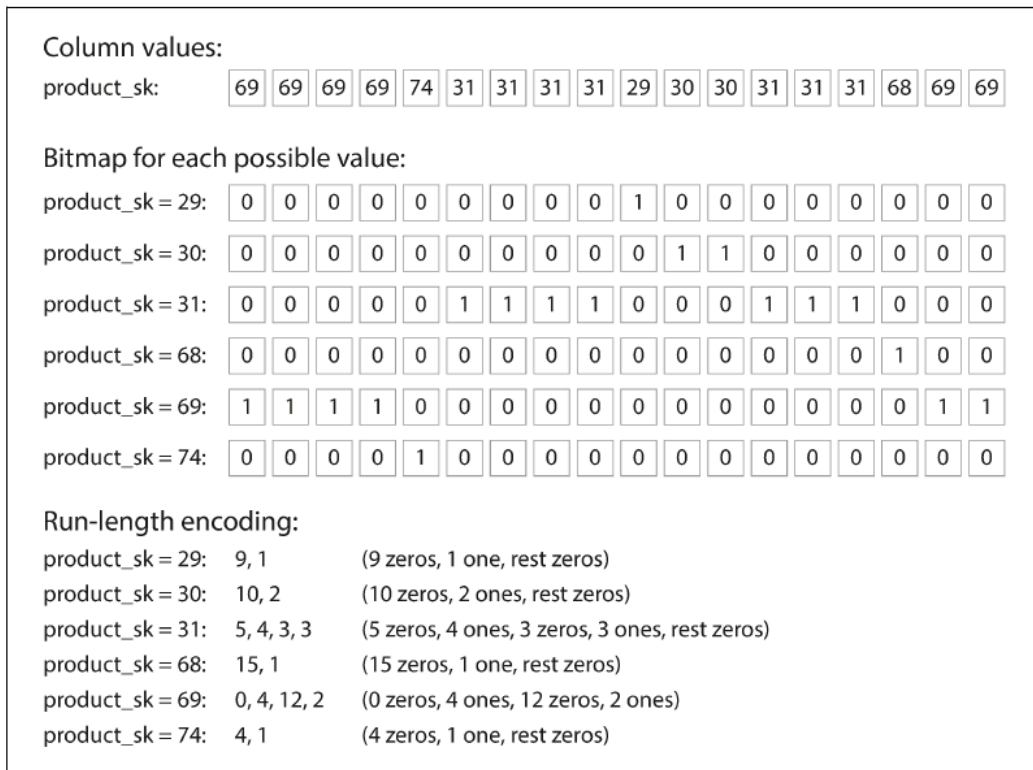 Column values:
product_sk: 69 69 69 69 74 31 31 31 31 29 30 30 31 31 31 68 69 69
Bitmap for each possible value:
product_sk = 29: 0 0 0 0 0 0 0 0 0 1 0 0 0 0 0 0 0 0
product_sk = 30: 0 0 0 0 0 0 0 0 0 0 1 1 0 0 0 0 0 0
product_sk = 31: 0 0 0 0 0 1 1 1 1 0 0 0 1 1 1 0 0 0
product_sk = 68: 0 0 0 0 0 0 0 0 0 0 0 0 0 0 0 1 0 0
product_sk = 69: 1 1 1 1 0 0 0 0 0 0 0 0 0 0 0 0 1 1
product_sk = 74: 0 0 0 0 1 0 0 0 0 0 0 0 0 0 0 0 0 0
Run-length encoding:
product_sk = 29: 9, 1 (9 zeros, 1 one, rest zeros)
product_sk = 30: 10, 2 (10 zeros, 2 ones, rest zeros)
product_sk = 31: 5, 4, 3, 3 (5 zeros, 4 ones, 3 zeros, 3 ones, rest zeros)
product_sk = 68: 15, 1 (15 zeros, 1 one, rest zeros)
product_sk = 69: 0, 4, 12, 2 (0 zeros, 4 ones, 12 zeros, 2 ones)
product_sk = 74: 4, 1 (4 zeros, 1 one, rest zeros)